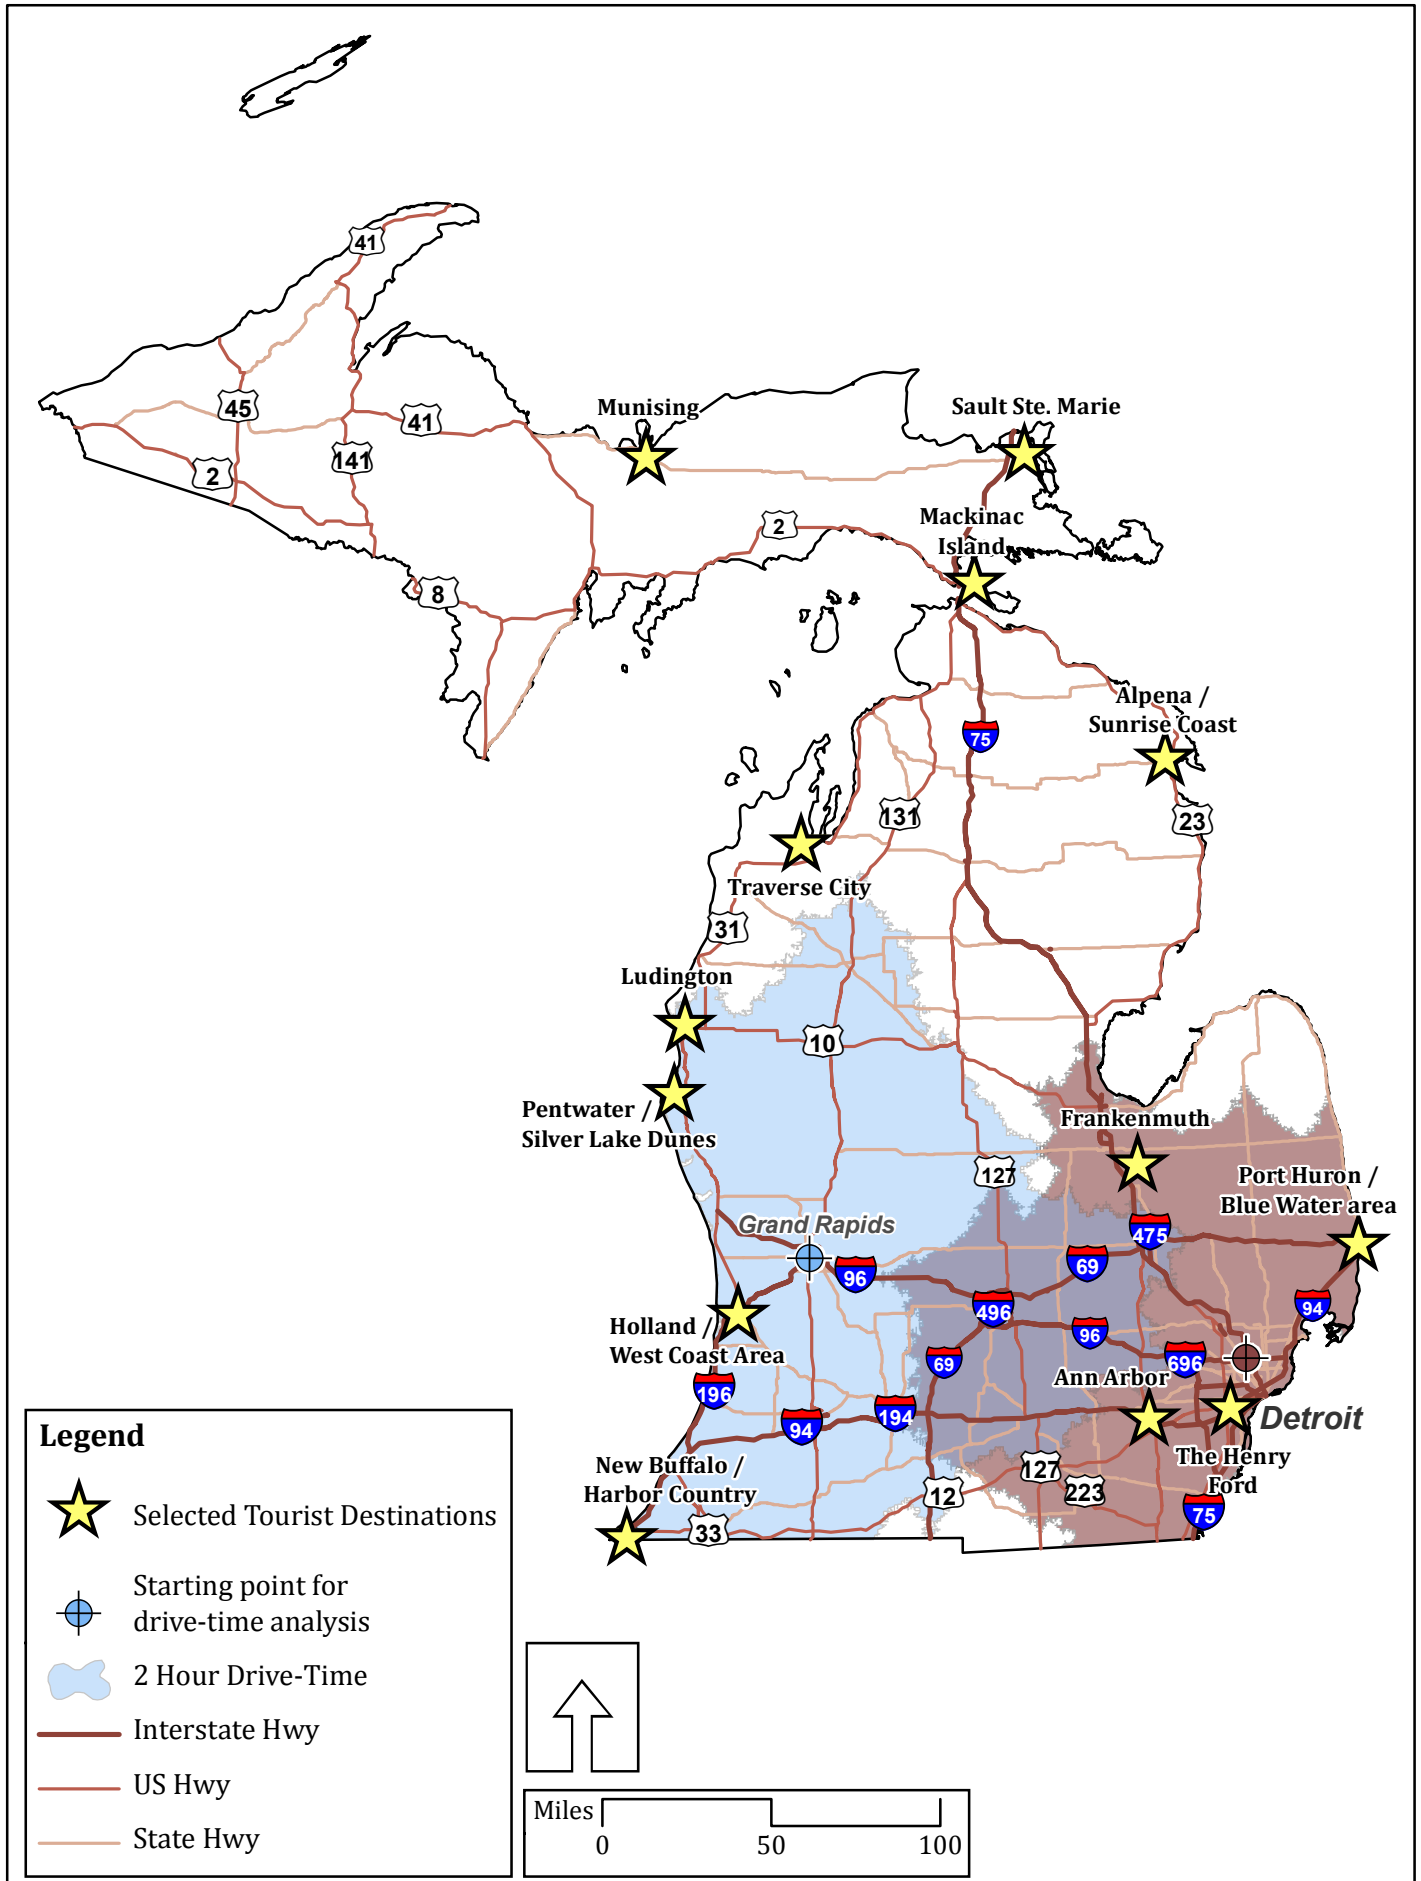 41
45
41
141
2
Munising
Sault Ste. Marie
Mackinac
Island
2
8
Alpena /
Sunrise Coast
75
131
23
Traverse City
31
Ludington
10
Pentwater /
Silver Lake Dunes
Frankenmuth
127
Port Huron /
Blue Water area
Grand Rapids
475
96
69
496
94
Holland /
West Coast Area
96
69
696
Ann Arbor
196
94
194
Detroit
The Henry
Ford
New Buffalo /
Harbor Country
127
12
223
75
33
Legend
Selected Tourist Destinations
Starting point for
drive-time analysis
2 Hour Drive-Time
Interstate Hwy
US Hwy
State Hwy
Miles
0 50 100